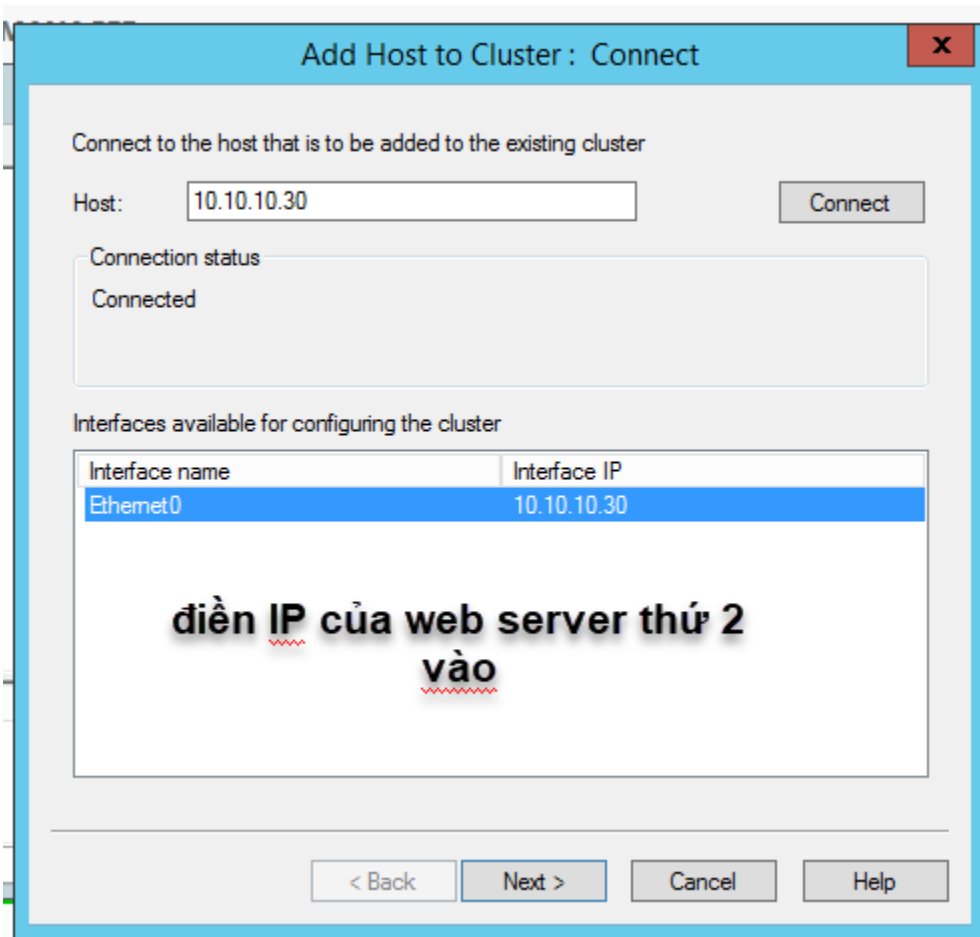 Add Host to Cluster : Connect
x
Connect to the host that is to be added to the existing cluster
Host: 10.10.10.30 Connect
Connection status
Connected
Interfaces available for configuring the cluster
Interface name Interface IP
Ethernet0 10.10.10.30
điền IP của web server thứ 2
vào
< Back Next > Cancel Help